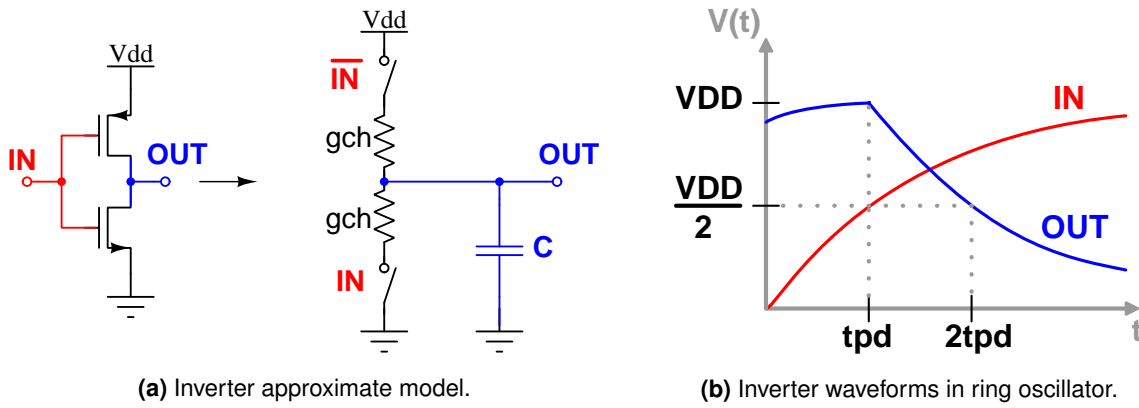 Vdd
IN
OUT
Vdd
IN
gch
OUT
gch
C
IN
(a) Inverter approximate model.
V(t)
VDD
IN
VDD
2
OUT
tpd
2tpd
t
(b) Inverter waveforms in ring oscillator.